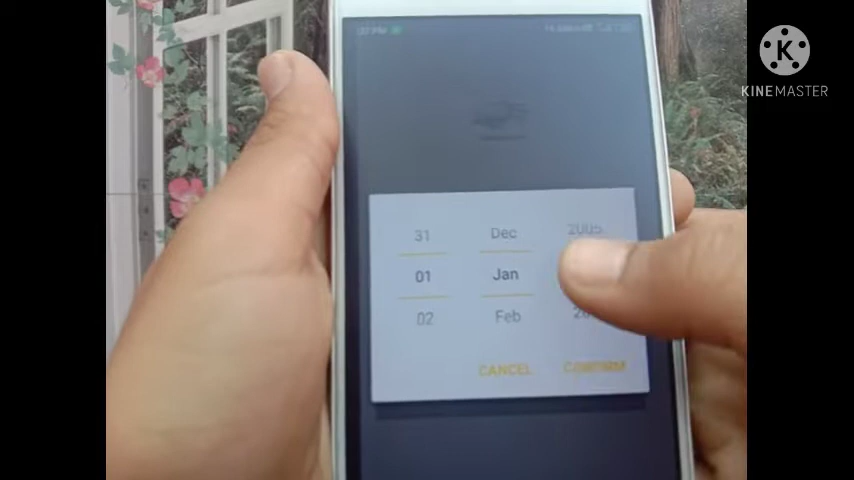 K
KINEMASTER
31 Dec 2005
01 Jan
02 Feb
CANCEL CONFIRM